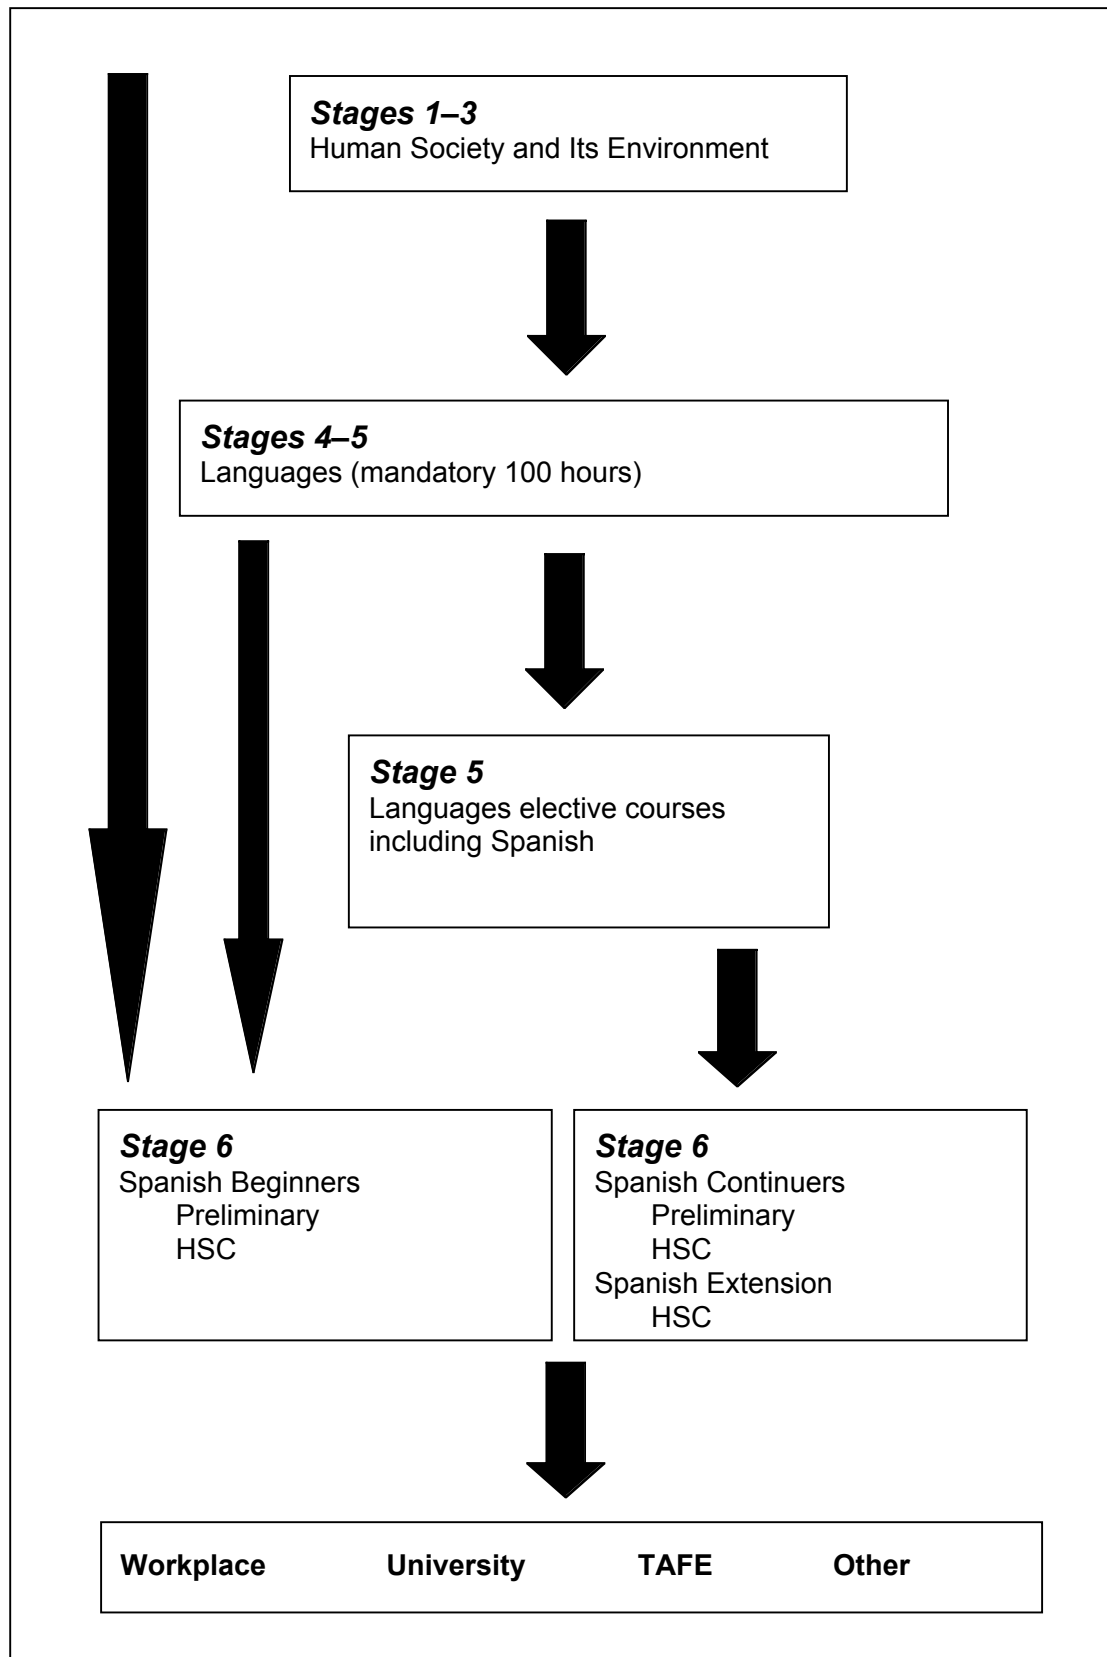 Stages 1–3
Human Society and Its Environment
Stages 4–5
Languages (mandatory 100 hours)
Stage 5
Languages elective courses
including Spanish
Stage 6
Spanish Beginners
Preliminary
HSC
Stage 6
Spanish Continuers
Preliminary
HSC
Spanish Extension
HSC
Workplace University TAFE Other